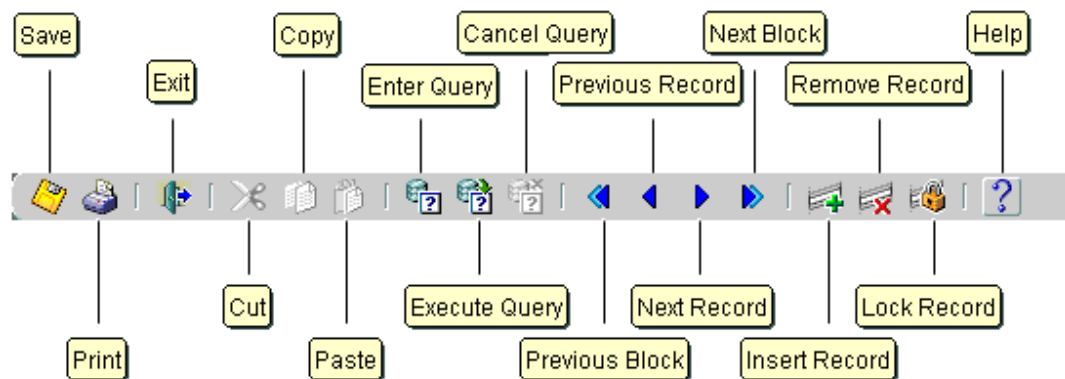 Save
Copy
Cancel Query
Next Block
Help
Exit
Enter Query
Previous Record
Remove Record
Cut
Execute Query
Next Record
Lock Record
Print
Paste
Previous Block
Insert Record